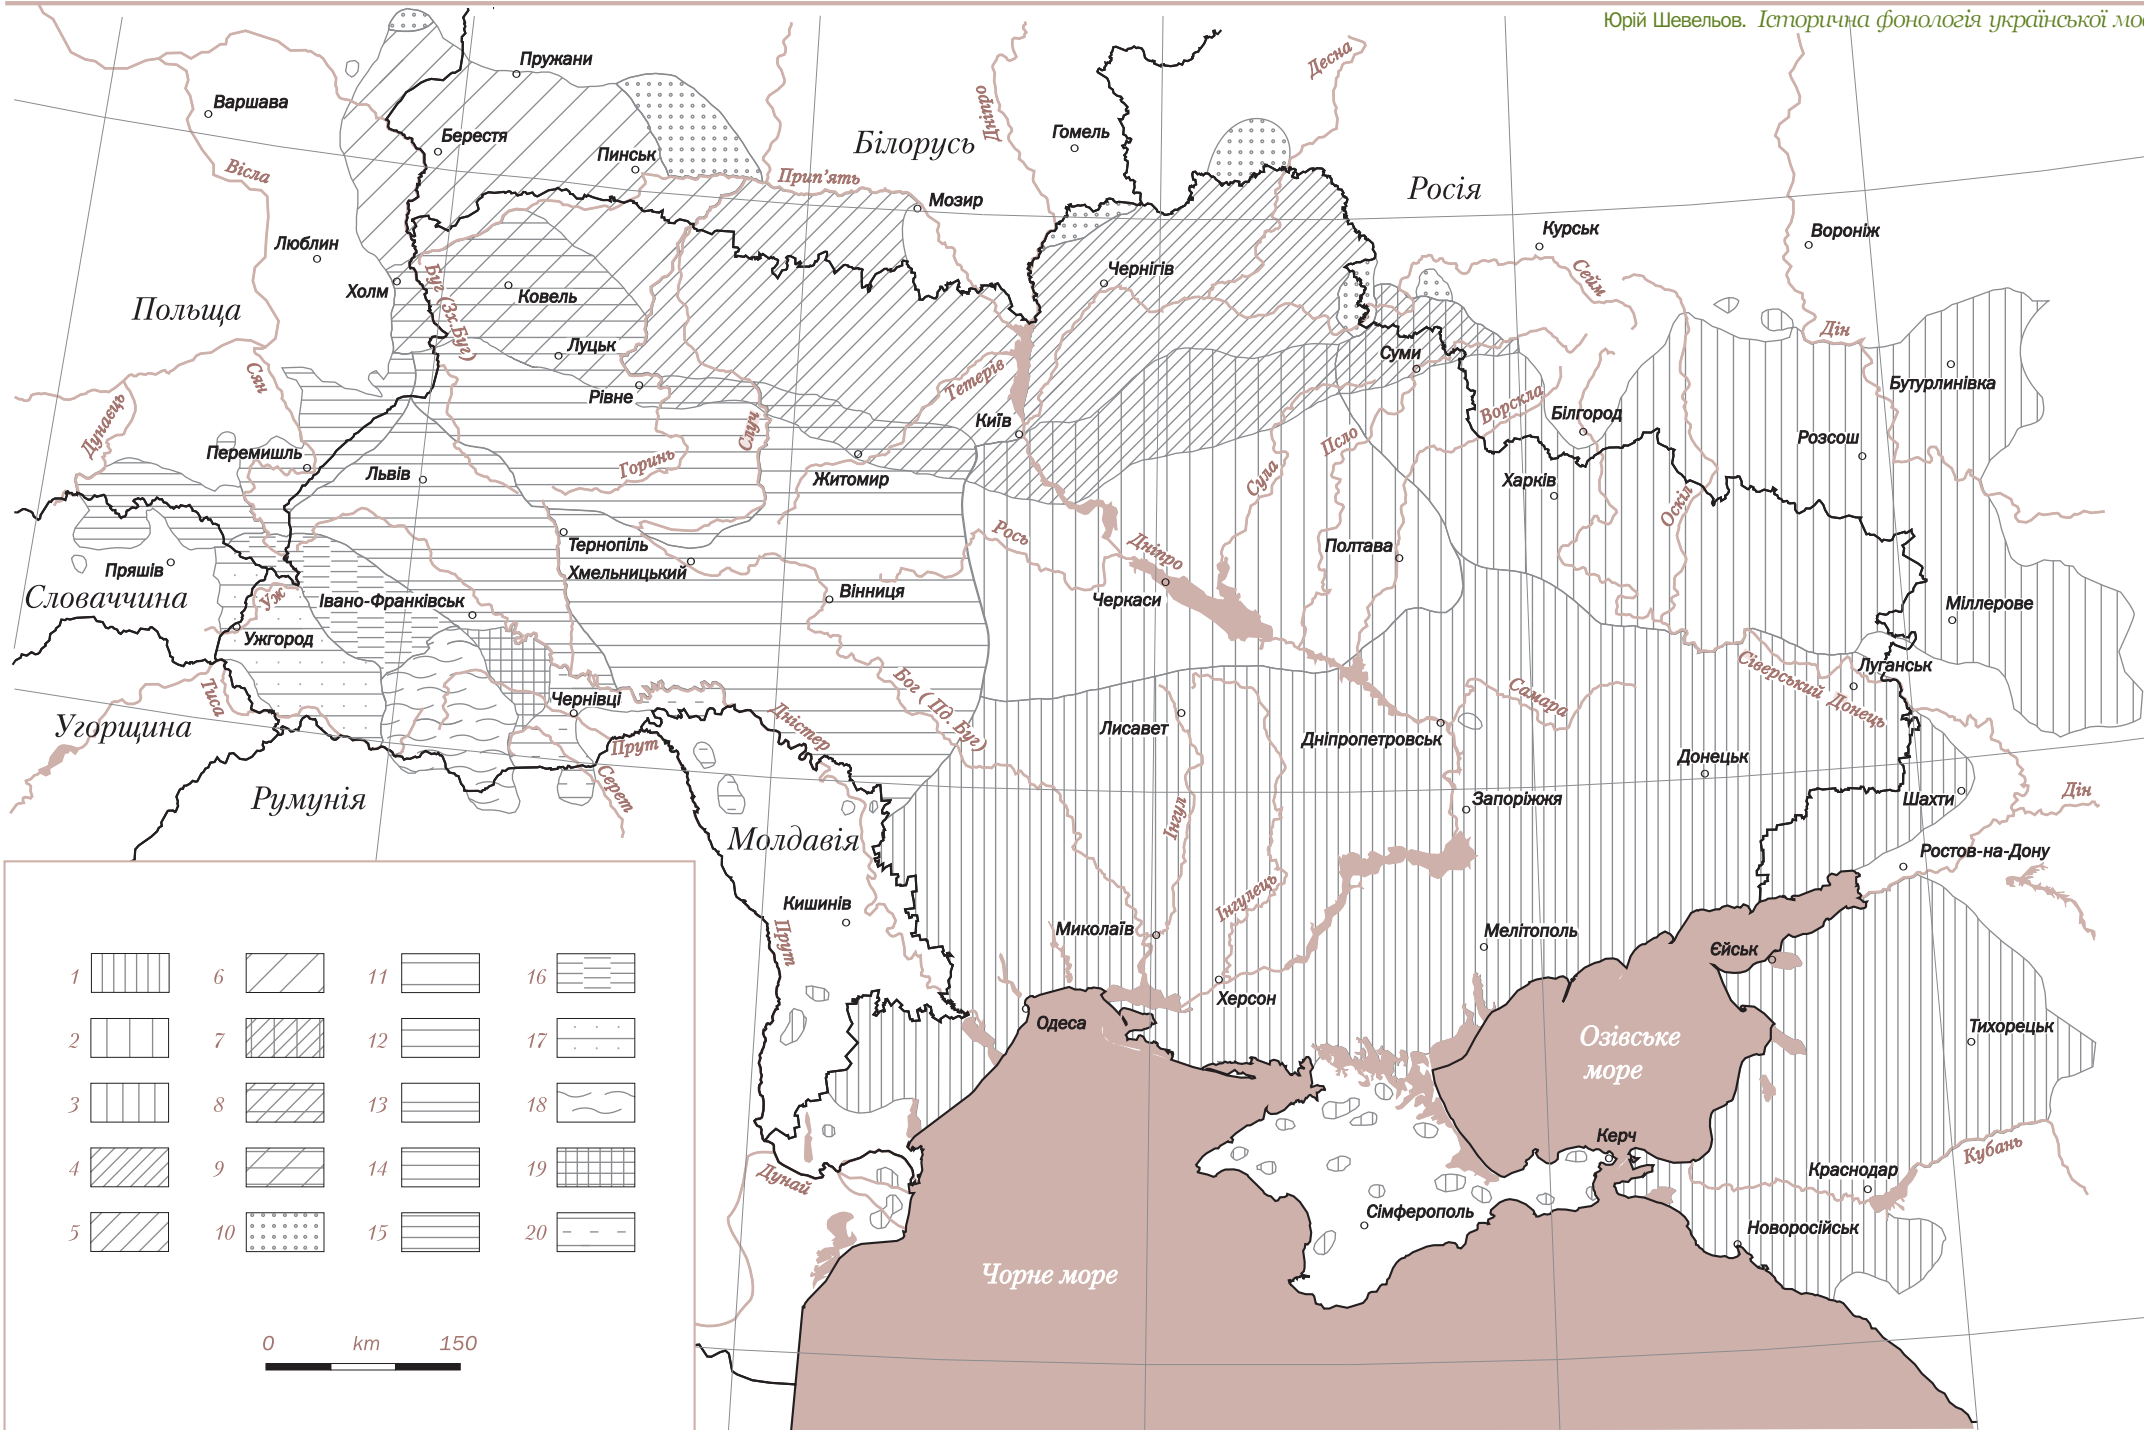 Юрій Шевельов. Історична фонологія української мо
Пружани
Десна
Варшава
Дніпро
Берестя
Гомель
Білорусь
Пинськ
Вісла
Прип'ять
Росія
Мозир
Люблин
Курськ
Вороніж
Чернігів
Сейм
Холм
Буг (Зх.Буг)
Ковель
Польща
Дін
Луцьк
Суми
Сян
Тетерів
Бутурлинівка
Рівне
Ворскла
Білгород
Дунаєць
Київ
Случ
Псло
Розсош
Перемишль
Горинь
Львів
Житомир
Сула
Харків
Оскіл
Рось
Дніпро
Тернопіль
Полтава
Пряшів
Хмельницький
Словаччина
Уж
Івано-Франківськ
Вінниця
Черкаси
Міллерове
Ужгород
Луганськ
Сіверський Донець
Тиса
Чернівці
Бог ( Пд. Буг)
Самара
Угорщина
Дністер
Лисавет
Прут
Дніпропетровськ
Донецьк
Румунія
Серет
Запоріжжя
Шахти
Дін
Інгул
Молдавія
Ростов-на-Дону
Інгулець
Кишинів
Прут
Миколаїв
Мелітополь
Єйськ
Херсон
Одеса
Озівське
море
Тихорецьк
Керч
Кубань
Дунай
Краснодар
Сімферополь
Новоросійськ
Чорне море
1 6 11 16
2 7 12 17
3 8 13 18
4 9 14 19
5 10 15 20
0 km 150